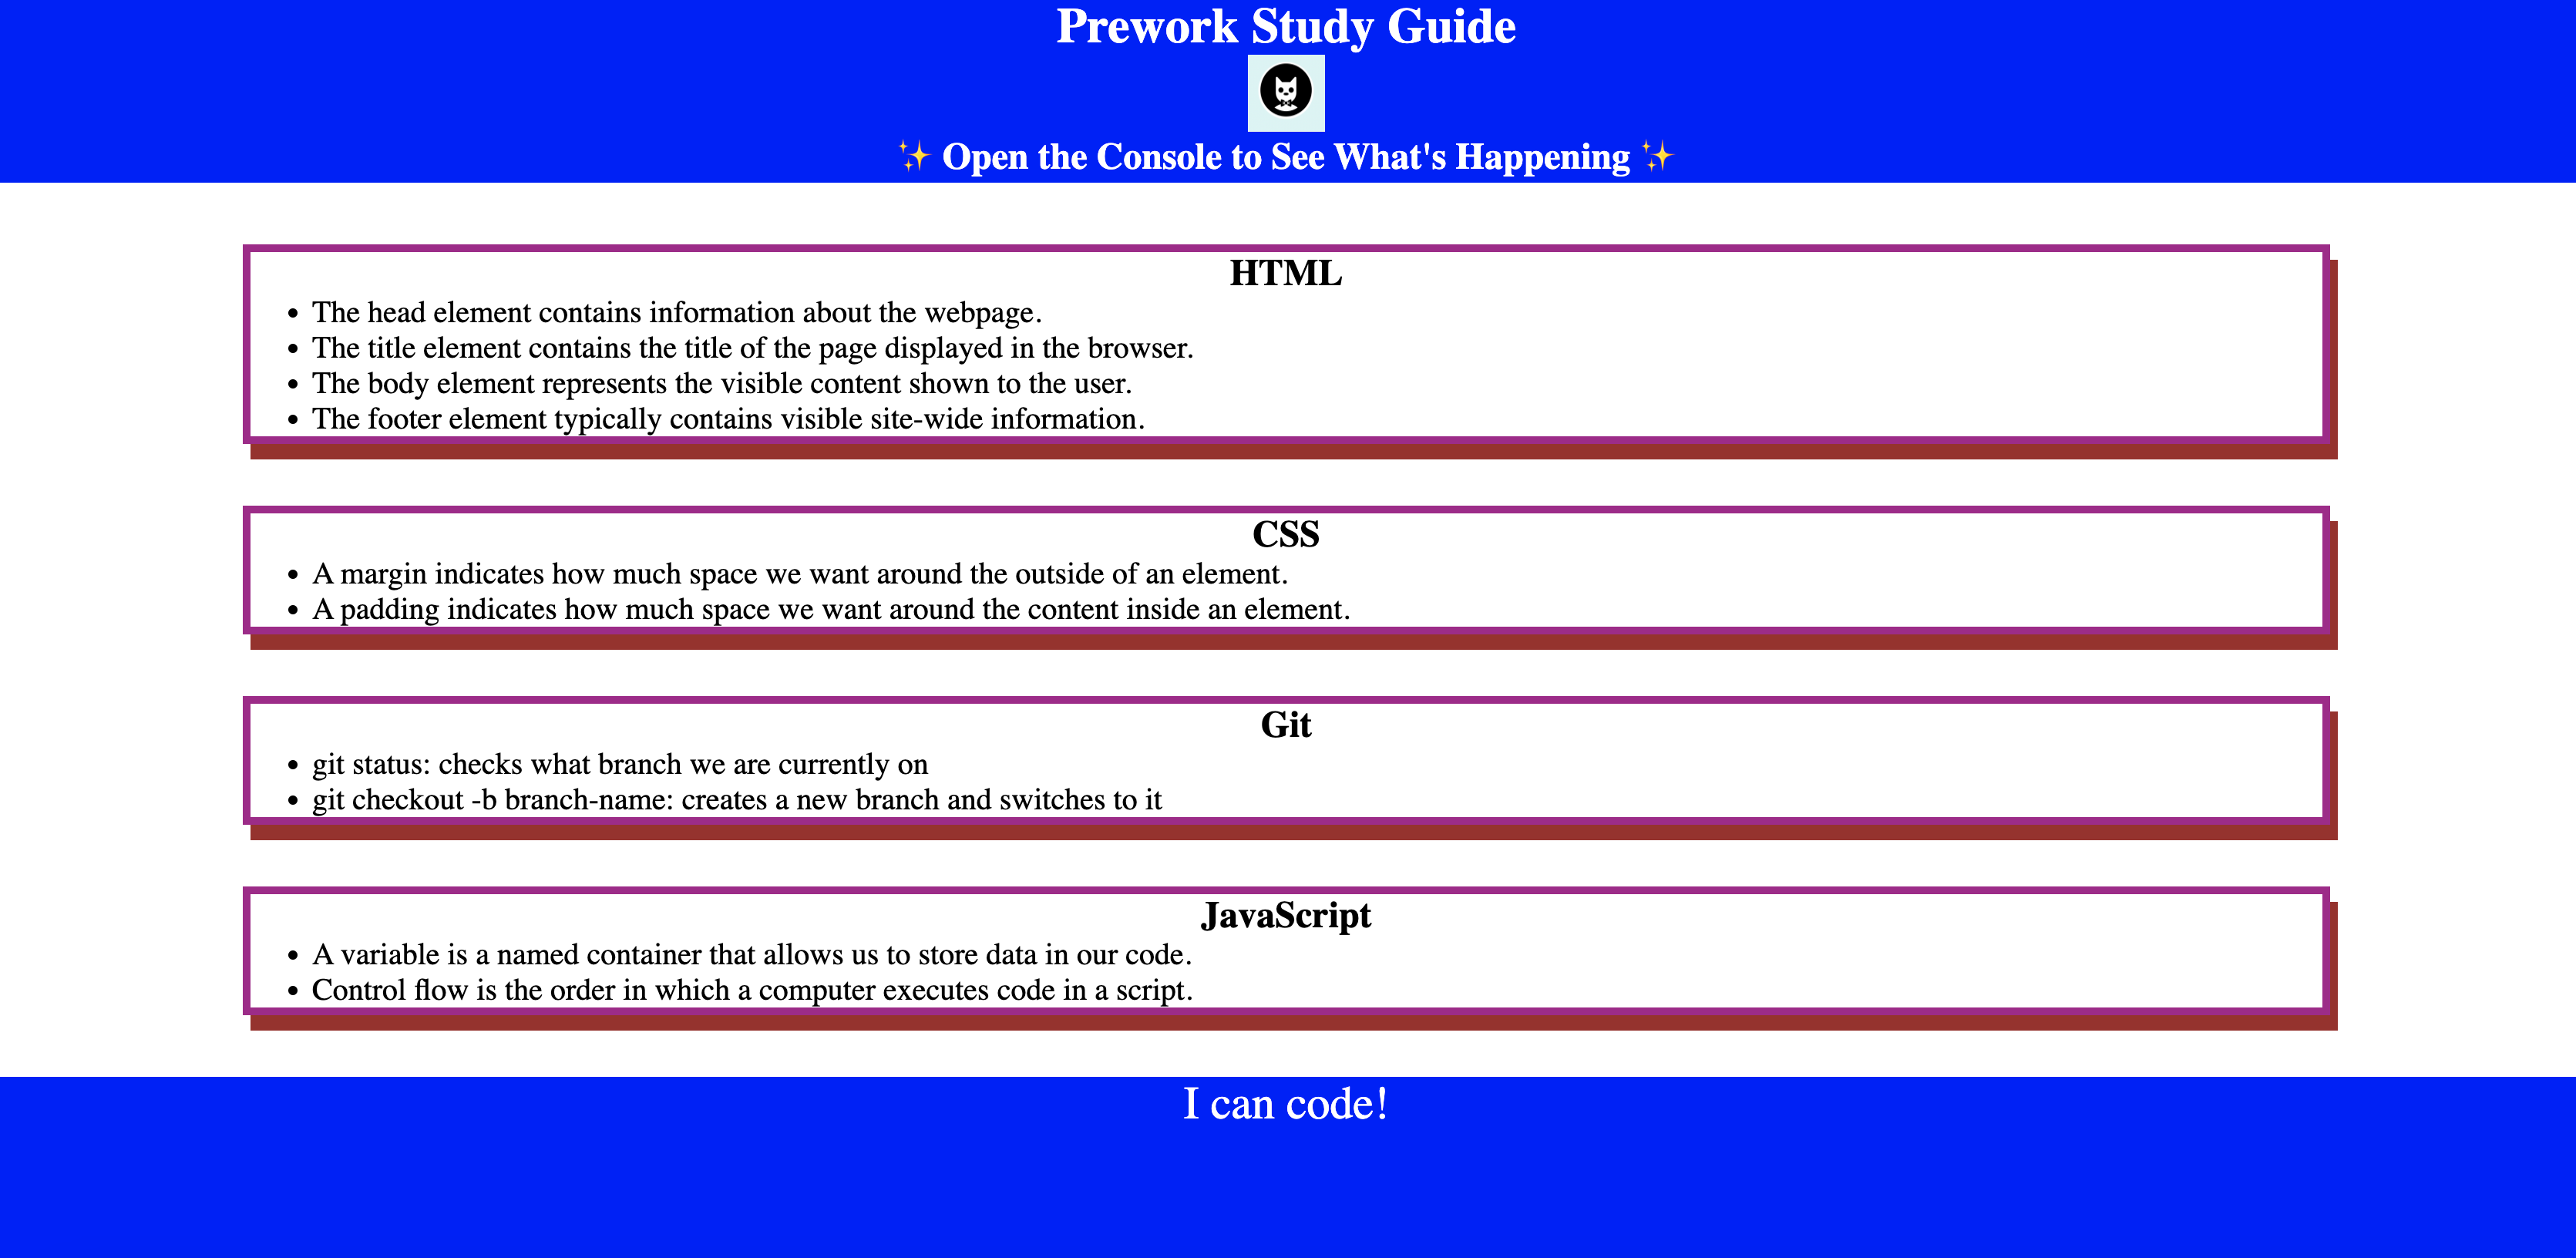 Prework Study Guide
✨ Open the Console to See What's Happening ✨
HTML
• The head element contains information about the webpage.
• The title element contains the title of the page displayed in the browser.
• The body element represents the visible content shown to the user.
• The footer element typically contains visible site-wide information.
CSS
• A margin indicates how much space we want around the outside of an element.
• A padding indicates how much space we want around the content inside an element.
Git
• git status: checks what branch we are currently on
• git checkout -b branch-name: creates a new branch and switches to it
JavaScript
• A variable is a named container that allows us to store data in our code.
• Control flow is the order in which a computer executes code in a script.
I can code!